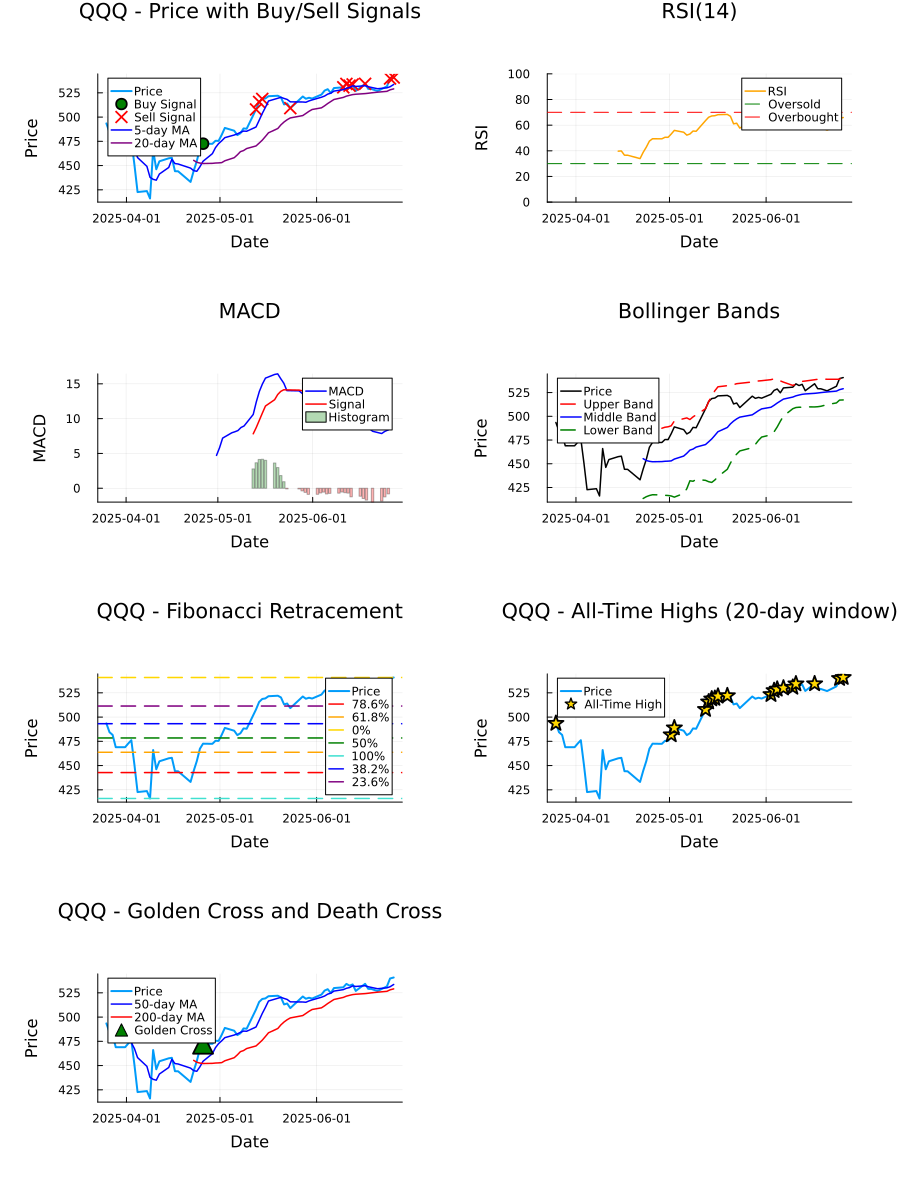 QQQ - Price with Buy/Sell Signals
Price
525
500
475
450
425
Price
Buy Signal
Sell Signal
5-day MA
20-day MA
2025-04-01 2025-05-01 2025-06-01
Date
RSI(14)
RSI
100
80
60
40
20
0
RSI
Oversold
Overbought
2025-04-01 2025-05-01 2025-06-01
Date
MACD
MACD
15
10
5
0
MACD
Signal
Histogram
2025-04-01 2025-05-01 2025-06-01
Date
Bollinger Bands
Price
525
500
475
450
425
Price
Upper Band
Middle Band
Lower Band
2025-04-01 2025-05-01 2025-06-01
Date
QQQ - Fibonacci Retracement
Price
525
500
475
450
425
Price
78.6%
61.8%
0%
50%
100%
38.2%
23.6%
2025-04-01 2025-05-01 2025-06-01
Date
QQQ - All-Time Highs (20-day window)
Price
525
500
475
450
425
Price
All-Time High
2025-04-01 2025-05-01 2025-06-01
Date
QQQ - Golden Cross and Death Cross
Price
525
500
475
450
425
Price
50-day MA
200-day MA
Golden Cross
2025-04-01 2025-05-01 2025-06-01
Date